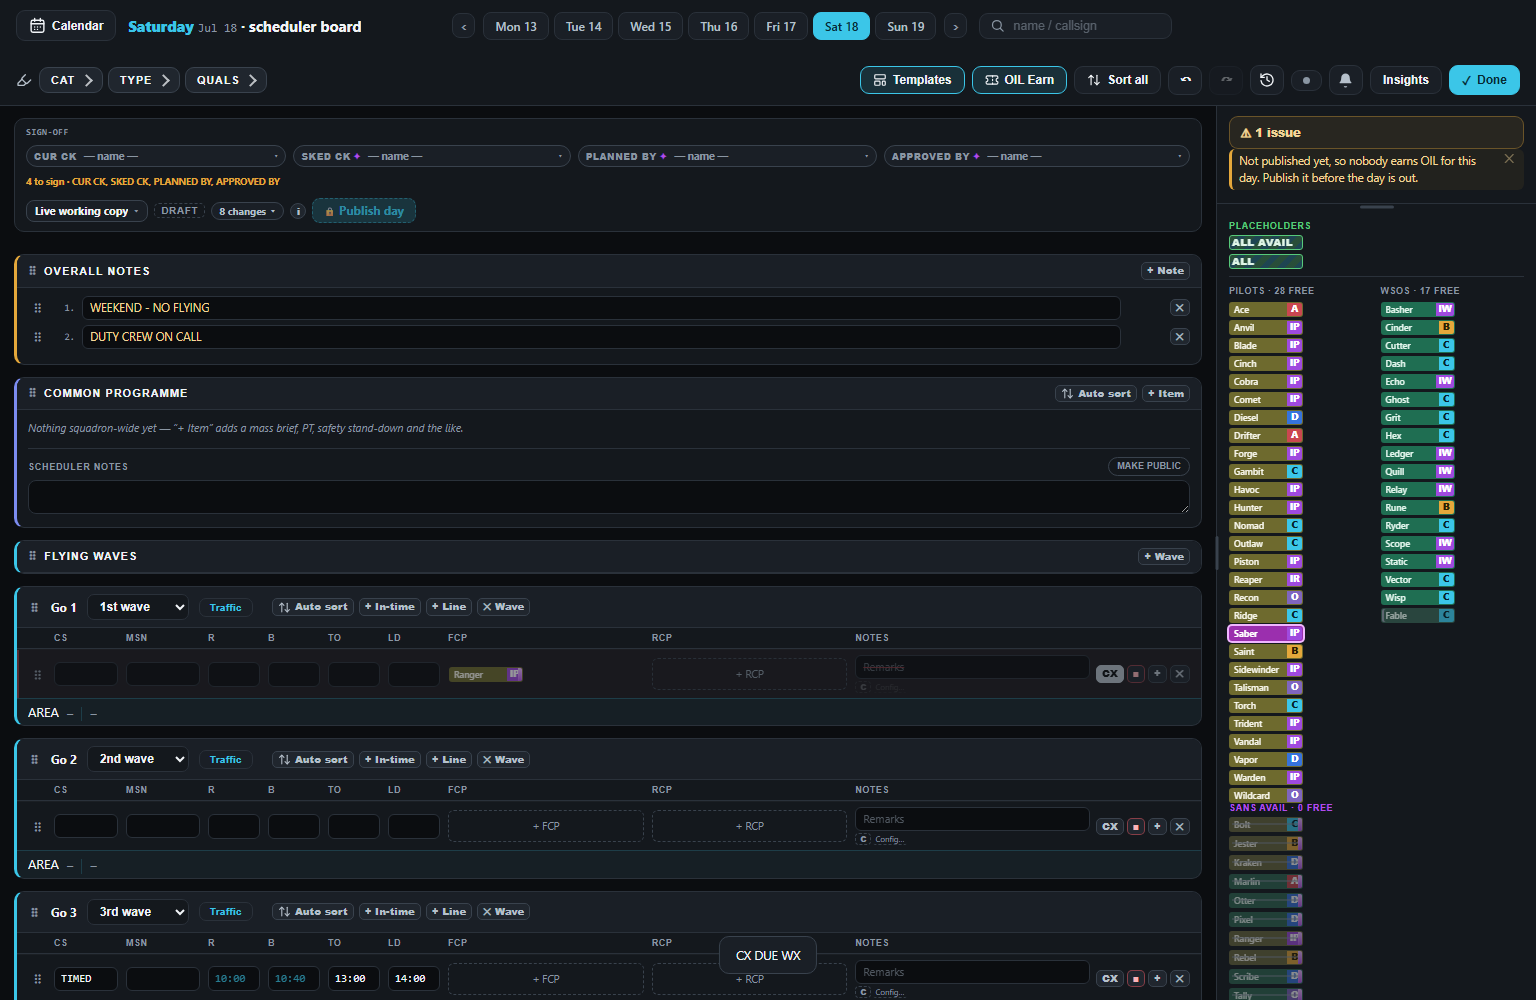 Calendar
Saturday Jul 18 · scheduler board
‹ Mon 13 Tue 14 Wed 15 Thu 16 Fri 17 Sat 18 Sun 19 ›
name / callsign
CAT TYPE QUALS
Templates OIL Earn Sort all Insights ✓ Done
SIGN-OFF
CUR CK — name — SKED CK ✦ — name — PLANNED BY ✦ — name — APPROVED BY ✦ — name —
4 to sign · CUR CK, SKED CK, PLANNED BY, APPROVED BY
Live working copy DRAFT 8 changes i Publish day
OVERALL NOTES + Note
1. WEEKEND - NO FLYING ✕
2. DUTY CREW ON CALL ✕
COMMON PROGRAMME Auto sort + Item
Nothing squadron-wide yet — "+ Item" adds a mass brief, PT, safety stand-down and the like.
SCHEDULER NOTES MAKE PUBLIC
FLYING WAVES + Wave
Go 1 1st wave Traffic Auto sort + In-time + Line ✕ Wave
CS MSN R B TO LD FCP RCP NOTES
Ranger IP + RCP Remarks CX + ✕
C Config...
AREA – –
Go 2 2nd wave Traffic Auto sort + In-time + Line ✕ Wave
CS MSN R B TO LD FCP RCP NOTES
+ FCP + RCP Remarks CX + ✕
C Config...
AREA – –
Go 3 3rd wave Traffic Auto sort + In-time + Line ✕ Wave
CS MSN R B TO LD FCP RCP NOTES
TIMED 10:00 10:40 13:00 14:00 + FCP + RCP Remarks CX + ✕
C Config...
CX DUE WX
⚠ 1 issue
Not published yet, so nobody earns OIL for this
day. Publish it before the day is out.
PLACEHOLDERS
ALL AVAIL
ALL
PILOTS · 28 FREE
Ace A
Anvil IP
Blade IP
Cinch IP
Cobra IP
Comet IP
Diesel D
Drifter A
Forge IP
Gambit C
Havoc IP
Hunter IP
Nomad C
Outlaw C
Piston IP
Reaper IR
Recon O
Ridge C
Saber IP
Saint B
Sidewinder IP
Talisman O
Torch C
Trident IP
Vandal IP
Vapor D
Warden IP
Wildcard O
WSOS · 17 FREE
Basher IW
Cinder B
Cutter C
Dash C
Echo IW
Ghost C
Grit C
Hex C
Ledger IW
Quill IW
Relay IW
Rune B
Ryder C
Scope IW
Static IW
Vector C
Wisp C
Fable C
SANS AVAIL · 0 FREE
Bolt C
Jester B
Kraken D
Marlin A
Otter D
Pixel D
Ranger IP
Rebel B
Scribe D
Tally O